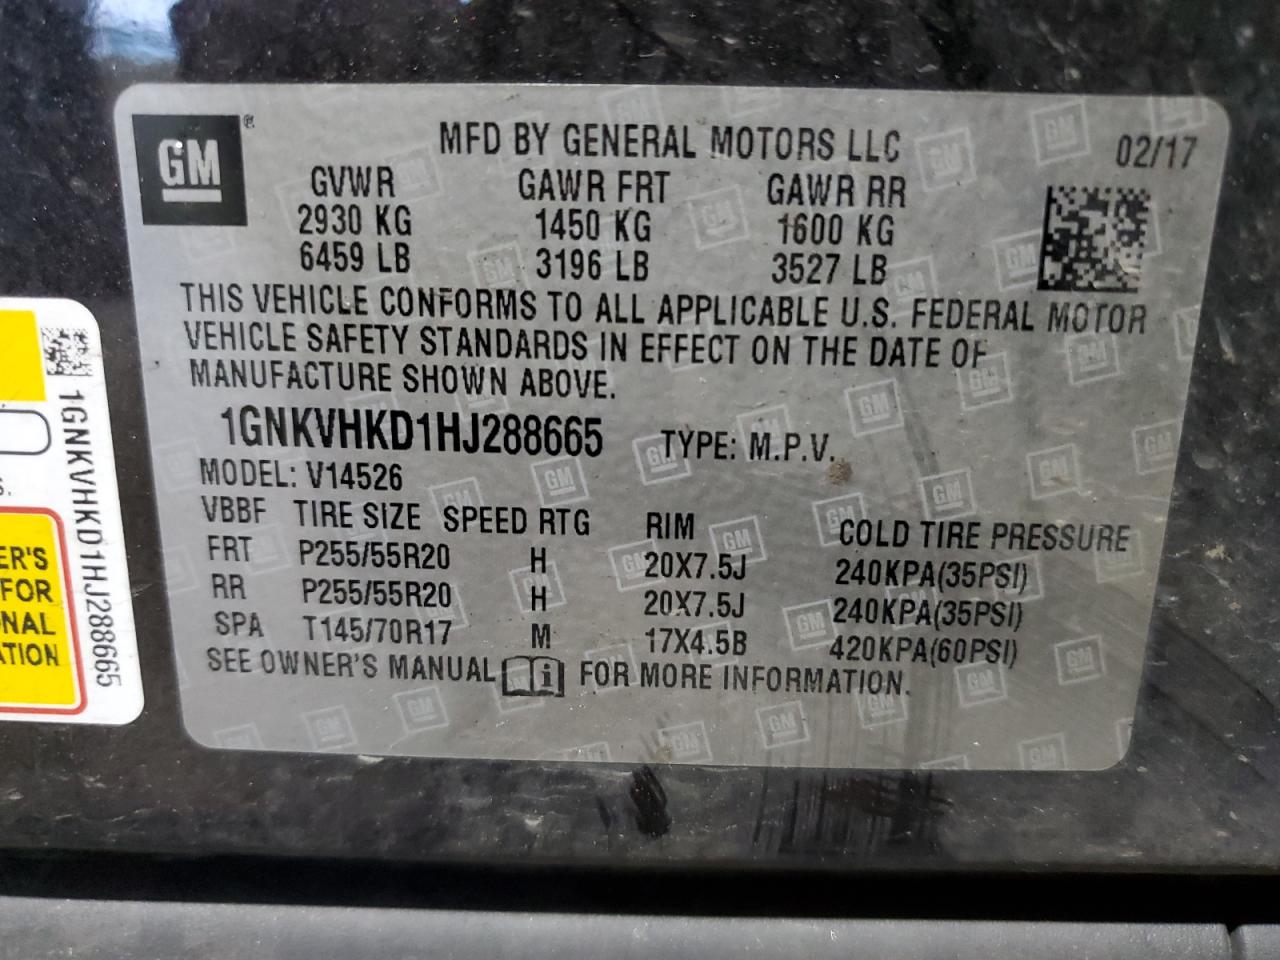 GM ®
MFD BY GENERAL MOTORS LLC 02/17
GVWR GAWR FRT GAWR RR
2930 KG 1450 KG 1600 KG
6459 LB 3196 LB 3527 LB
THIS VEHICLE CONFORMS TO ALL APPLICABLE U.S. FEDERAL MOTOR
VEHICLE SAFETY STANDARDS IN EFFECT ON THE DATE OF
MANUFACTURE SHOWN ABOVE.
1GNKVHKD1HJ288665 TYPE: M.P.V.
MODEL: V14526
VBBF TIRE SIZE SPEED RTG RIM COLD TIRE PRESSURE
FRT P255/55R20 H 20X7.5J 240KPA(35PSI)
RR P255/55R20 H 20X7.5J 240KPA(35PSI)
SPA T145/70R17 M 17X4.5B 420KPA(60PSI)
SEE OWNER'S MANUAL FOR MORE INFORMATION.
1GNKVHKD1HJ288665
S.
ER'S
FOR
NAL
ATION